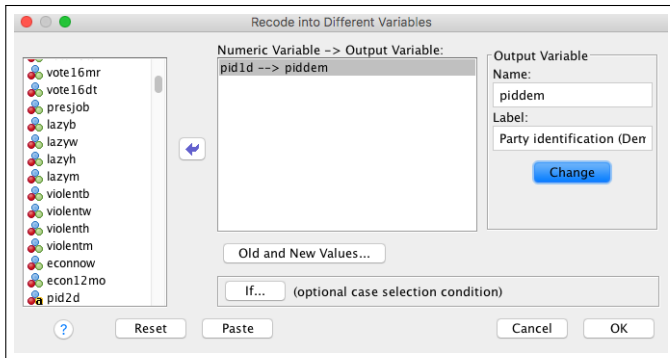 Recode into Different Variables
Numeric Variable -> Output Variable:
pid1d --> piddem
vote16mr
vote16dt
presjob
lazyb
lazyw
lazyh
lazym
violentb
violentw
violenth
violentm
econnow
econ12mo
pid2d
Output Variable
Name:
piddem
Label:
Party identification (Dem
Change
Old and New Values...
If... (optional case selection condition)
? Reset Paste Cancel OK